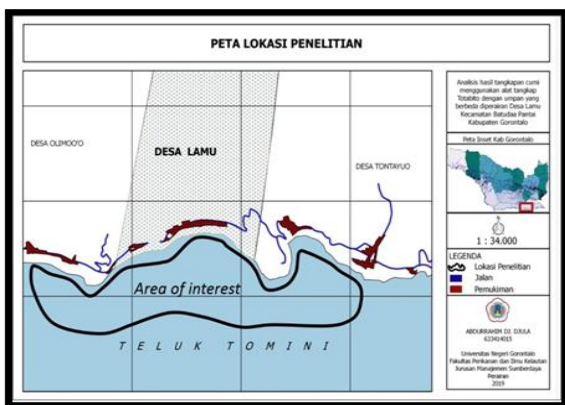 PETA LOKASI PENELITIAN
DESA OLIMOO'O
DESA LAMU
DESA TONTAYUO
Area of interest
TELUK TOMINI
Analisis hasil tangkapan cumi
menggunakan alat tangkap
Totabito dengan umpan yang
berbeda diperairan Desa Lamu
Kecamatan Batudaa Pantai
Kabupaten Gorontalo
Peta Inset Kab Gorontalo
1 : 34.000
LEGENDA
Lokasi Penelitian
Jalan
Pemukiman
ABDURRAHIM DJ. DJULA
633414015
Universitas Negeri Gorontalo
Fakultas Perikanan dan Ilmu Kelautan
Jurusan Manajemen Sumberdaya
Perairan
2019